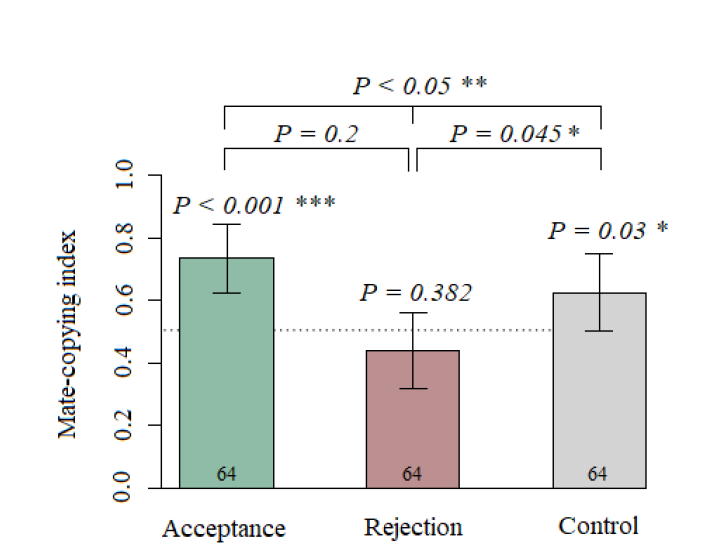 P < 0.05 **
P = 0.2
P = 0.045 *
P < 0.001 ***
P = 0.03 *
P = 0.382
Mate-copying index
1.0
0.8
0.6
0.4
0.2
0.0
64
64
64
Acceptance
Rejection
Control